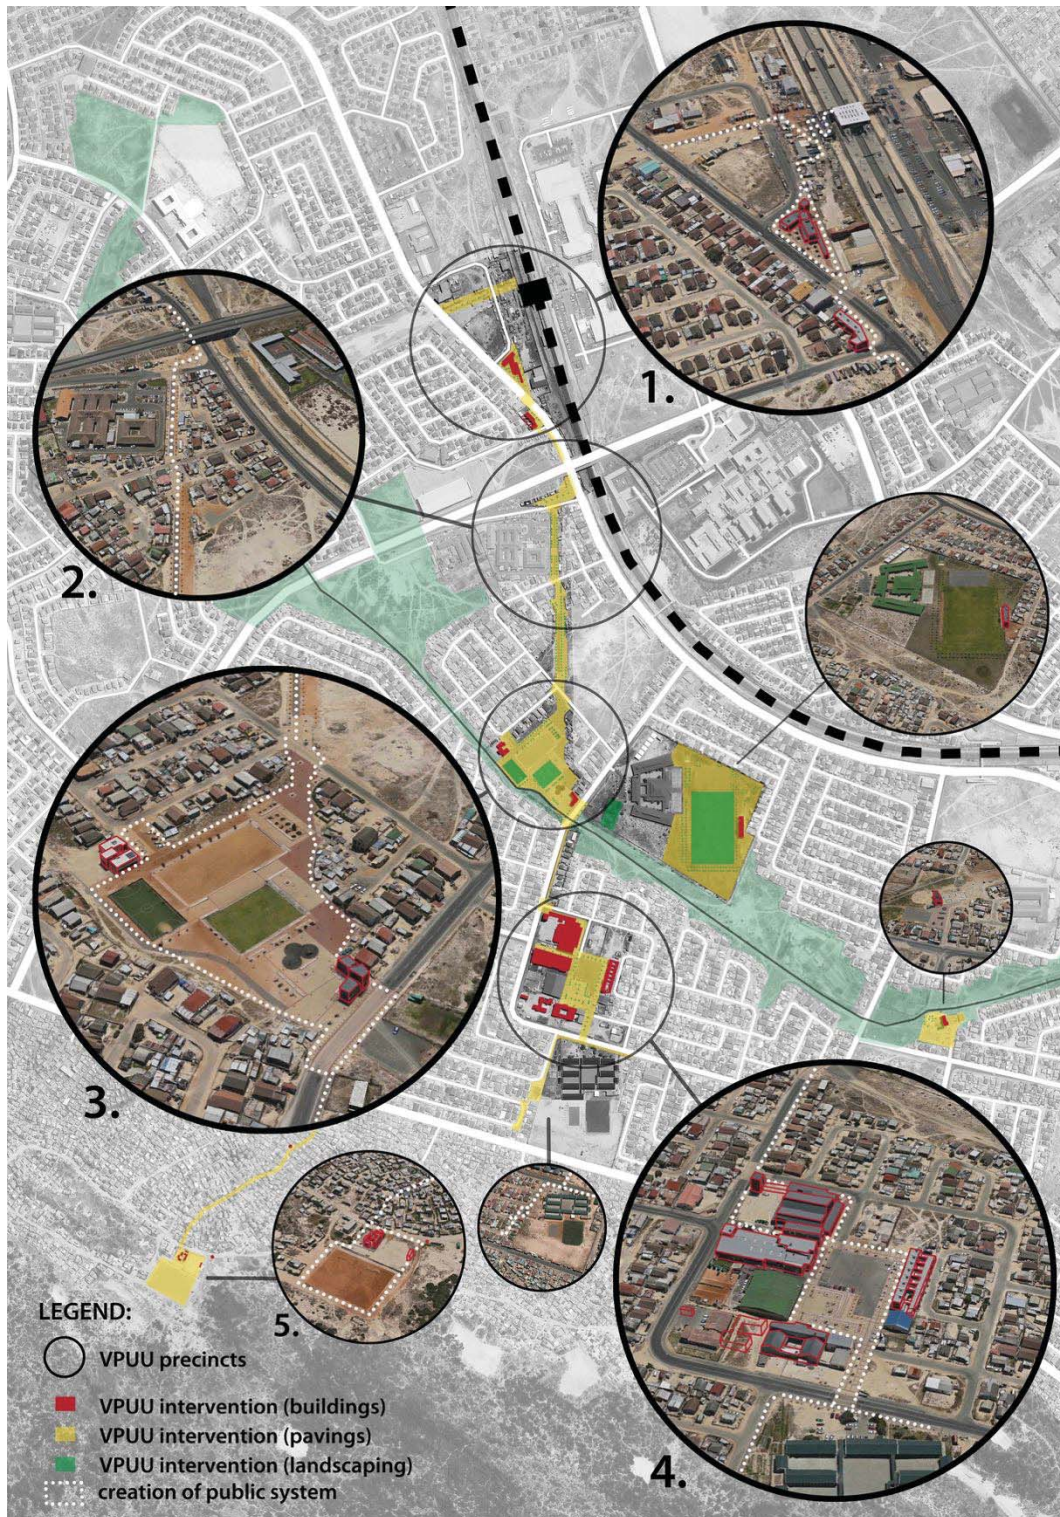 1.
2.
3.
4.
5.
LEGEND:
VPUU precincts
VPUU intervention (buildings)
VPUU intervention (pavings)
VPUU intervention (landscaping)
creation of public system